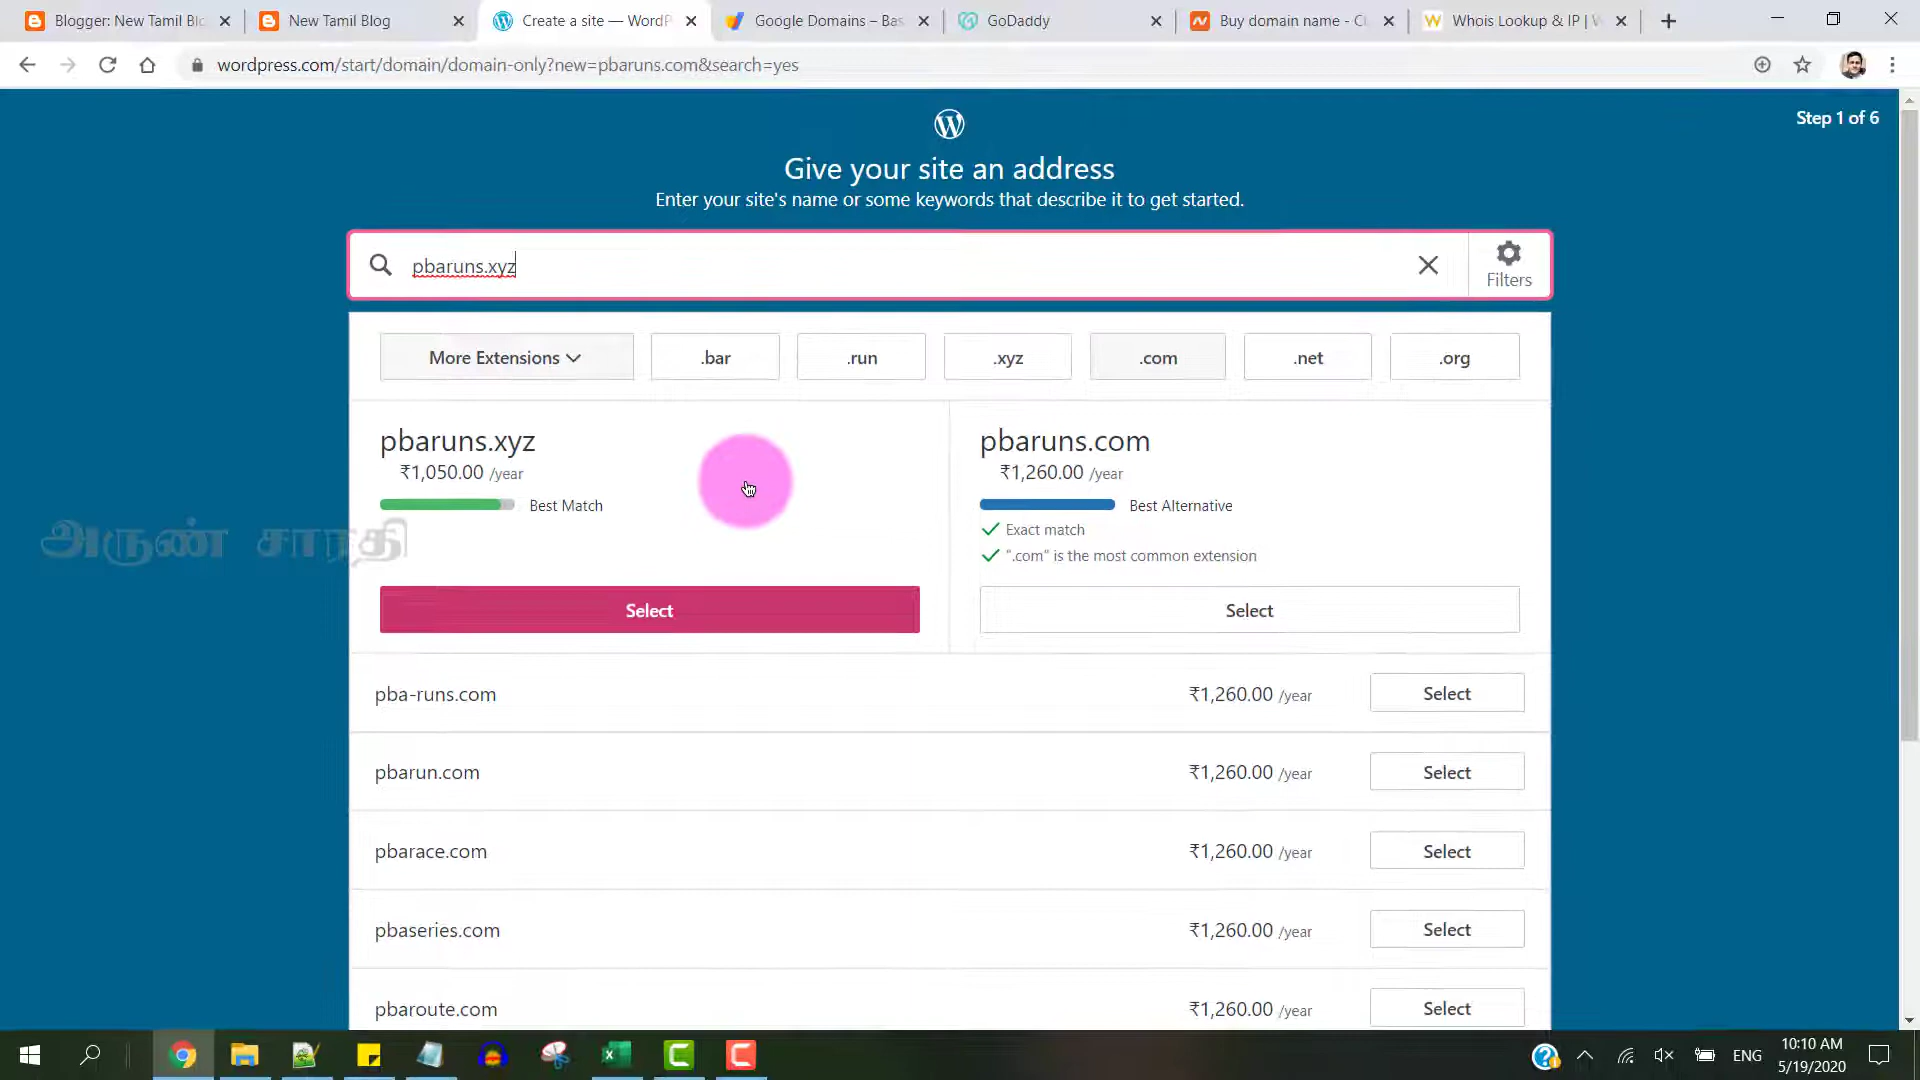 Blogger: New Tamil Blo
New Tamil Blog
Create a site — WordP
Google Domains – Bas
GoDaddy
Buy domain name - C
Whois Lookup & IP | W
wordpress.com/start/domain/domain-only?new=pbaruns.com&search=yes
Step 1 of 6
Give your site an address
Enter your site's name or some keywords that describe it to get started.
pbaruns.xyz
Filters
More Extensions
.bar
.run
.xyz
.com
.net
.org
pbaruns.xyz
₹1,050.00 /year
Best Match
Select
pbaruns.com
₹1,260.00 /year
Best Alternative
Exact match
".com" is the most common extension
Select
அருண் சாரதி
pba-runs.com ₹1,260.00 /year Select
pbarun.com ₹1,260.00 /year Select
pbarace.com ₹1,260.00 /year Select
pbaseries.com ₹1,260.00 /year Select
pbaroute.com ₹1,260.00 /year Select
ENG
10:10 AM
5/19/2020